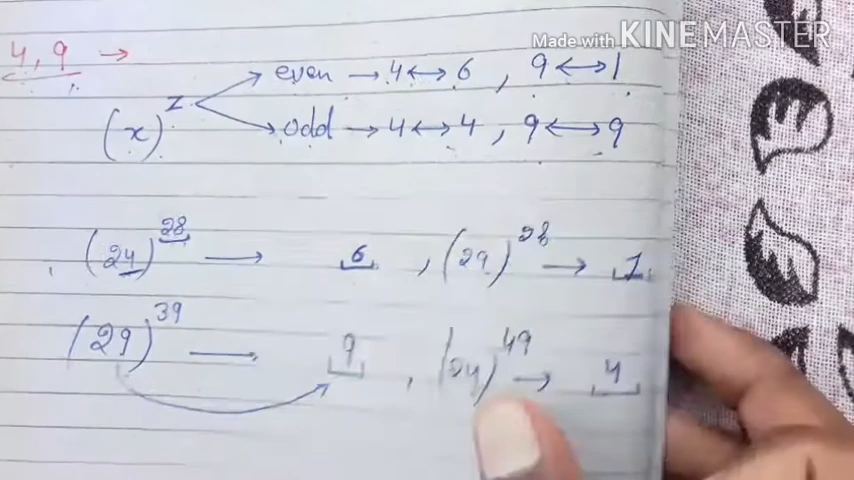 Made with KINEMASTER
4, 9 →
(x)^z even → 4 ↔ 6 , 9 ↔ 1
odd → 4 ↔ 4 , 9 ↔ 9
(24)^28 → 6 , (29)^28 → 1
(29)^39 → 9 , (24)^49 → 4